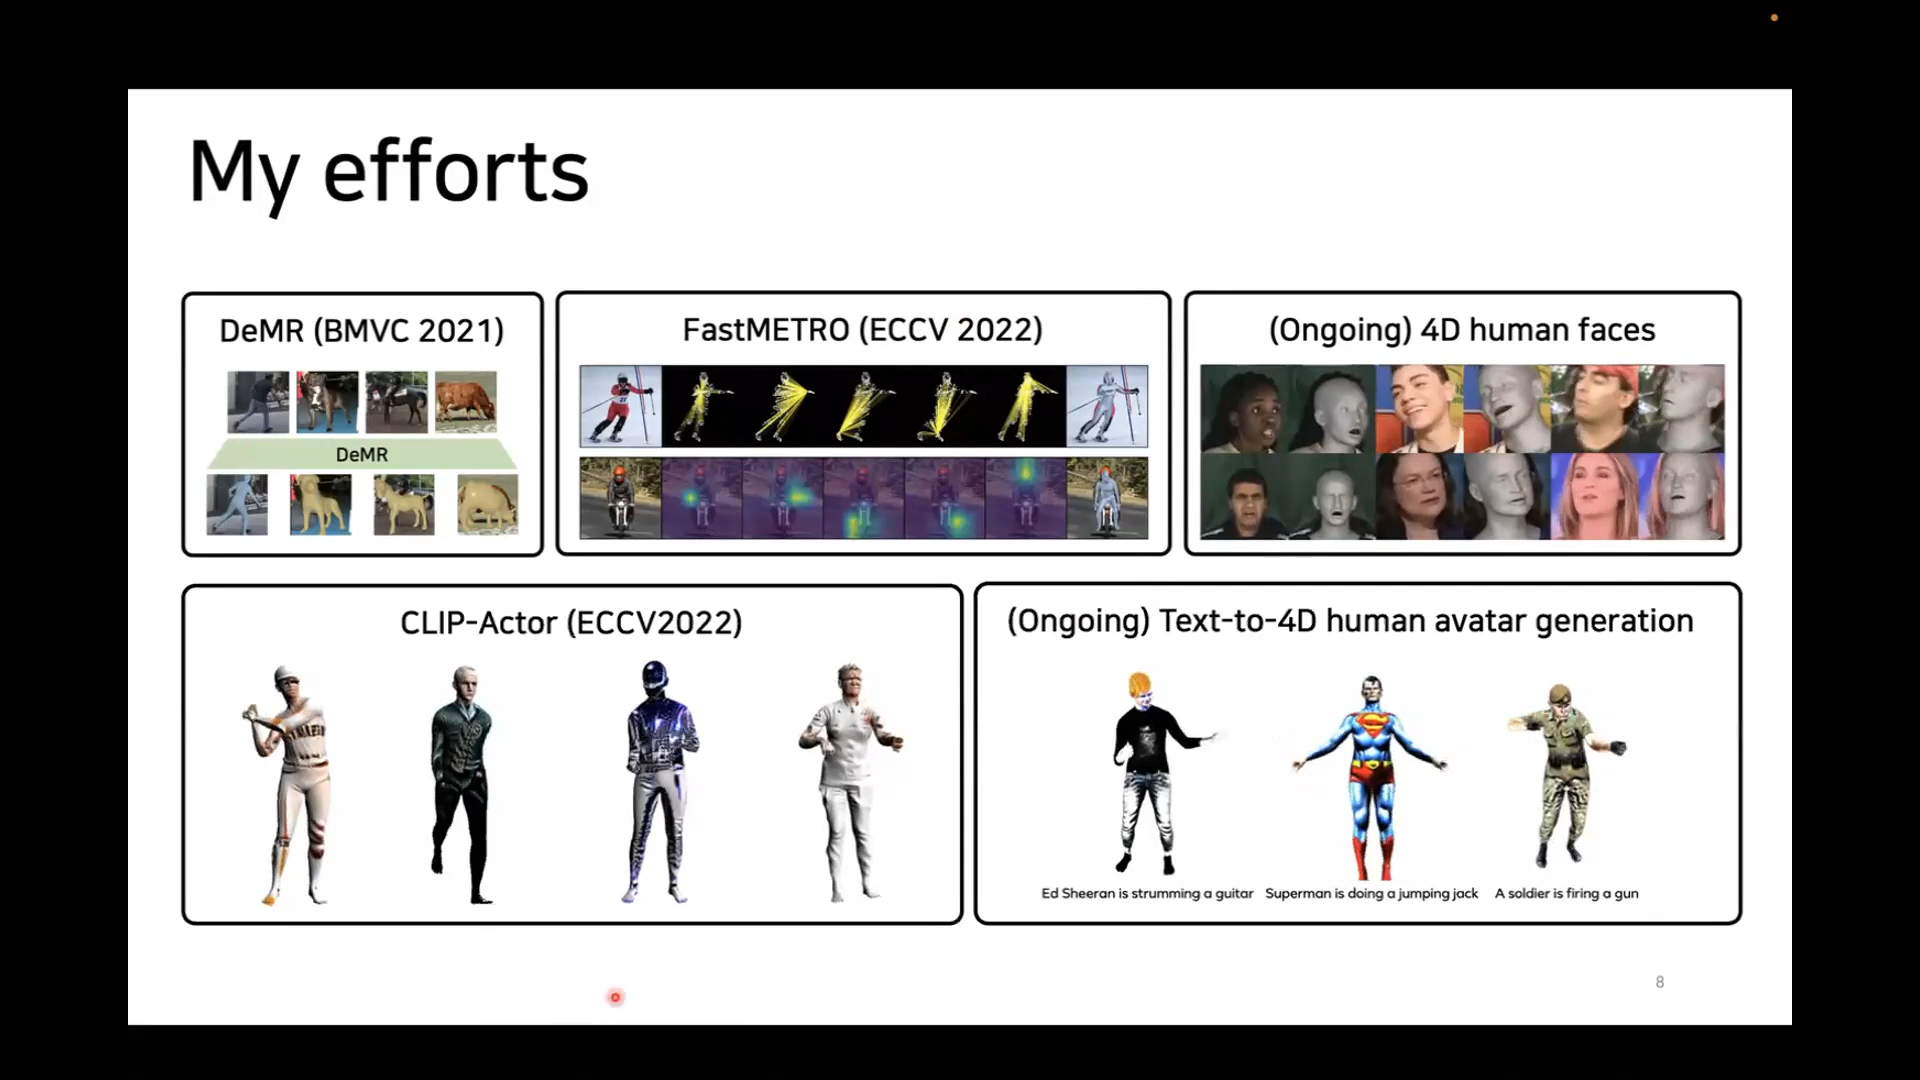 My efforts
DeMR (BMVC 2021)
DeMR
FastMETRO (ECCV 2022)
(Ongoing) 4D human faces
CLIP-Actor (ECCV2022)
(Ongoing) Text-to-4D human avatar generation
Ed Sheeran is strumming a guitar
Superman is doing a jumping jack
A soldier is firing a gun
8